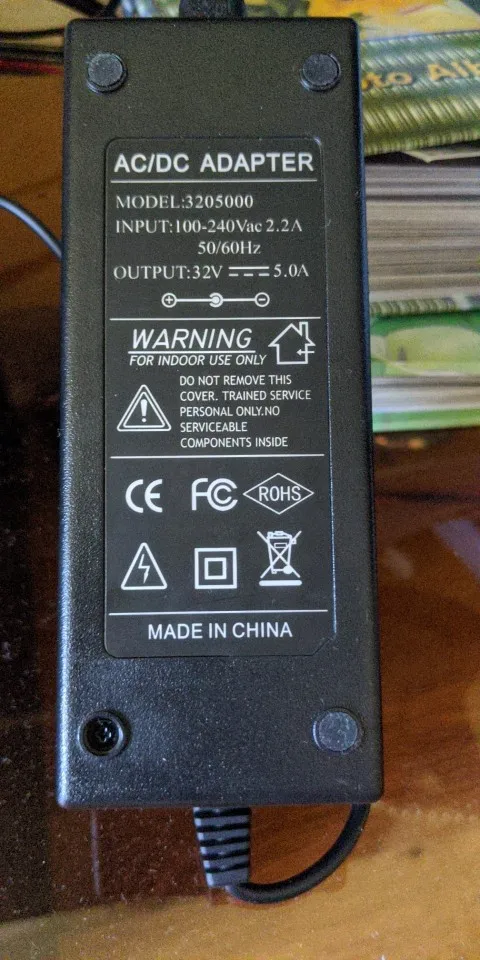 to Alb
AC/DC ADAPTER
MODEL:3205000
INPUT:100-240Vac 2.2A
50/60Hz
OUTPUT:32V 5.0A
WARNING
FOR INDOOR USE ONLY
DO NOT REMOVE THIS
COVER. TRAINED SERVICE
PERSONAL ONLY.NO
SERVICEABLE
COMPONENTS INSIDE
CE FC ROHS
MADE IN CHINA